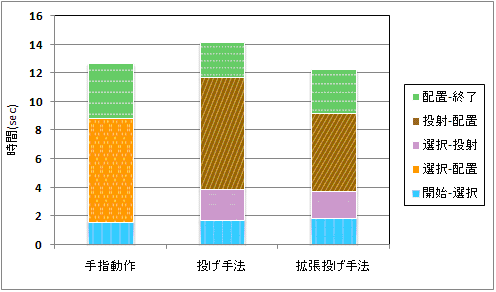 16
14
12
10
8
6
4
2
0
時間(sec)
手指動作
投げ手法
拡張投げ手法
配置-終了
投射-配置
選択-投射
選択-配置
開始-選択